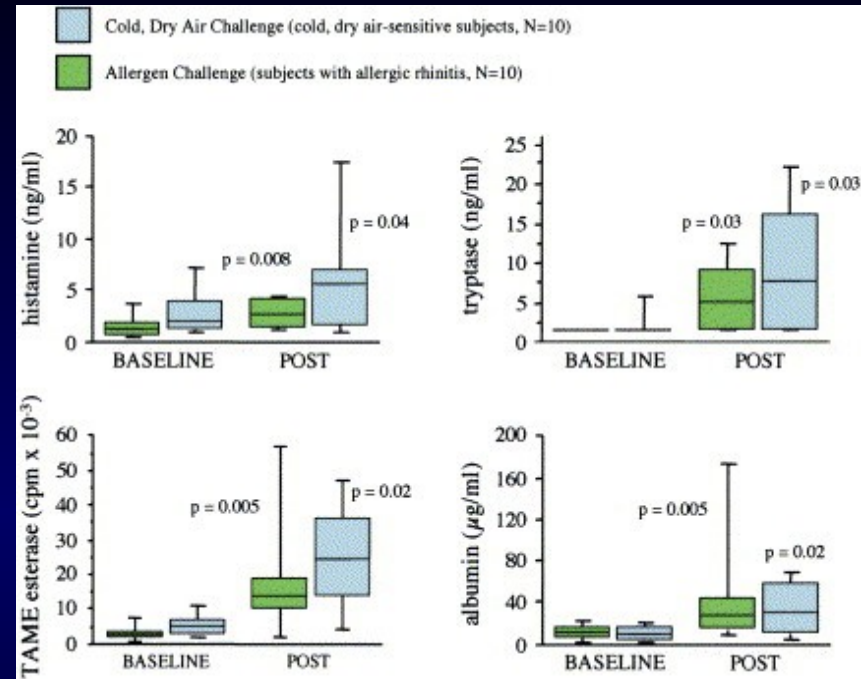 Cold, Dry Air Challenge (cold, dry air-sensitive subjects, N=10)
Allergen Challenge (subjects with allergic rhinitis, N=10)
histamine (ng/ml)
20
15
10
5
0
p = 0.008
p = 0.04
BASELINE POST
tryptase (ng/ml)
25
20
15
10
5
0
p = 0.03
p = 0.03
BASELINE POST
TAME esterase (cpm x 10⁻³)
60
50
40
30
20
10
0
p = 0.005
p = 0.02
BASELINE POST
albumin (µg/ml)
200
160
120
80
40
0
p = 0.005
p = 0.02
BASELINE POST